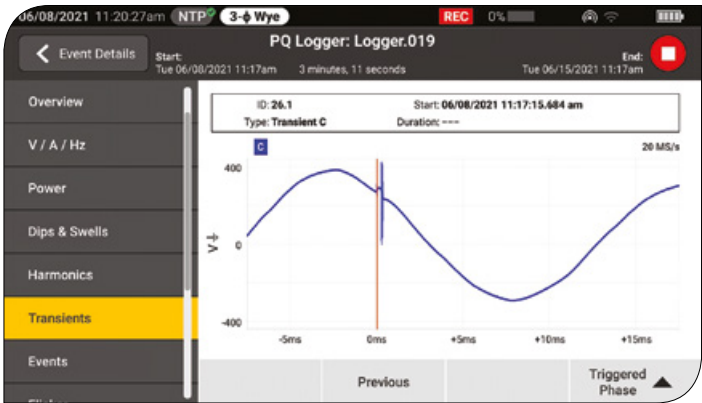 06/08/2021 11:20:27am NTP 3-ϕ Wye REC 0%
Event Details
PQ Logger: Logger.019
Start:
Tue 06/08/2021 11:17am 3 minutes, 11 seconds
End:
Tue 06/15/2021 11:17am
Overview
V / A / Hz
Power
Dips & Swells
Harmonics
Transients
Events
Flicker
ID: 26.1 Start: 06/08/2021 11:17:15.684 am
Type: Transient C Duration: ---
C
20 MS/s
400
0
-400
V
-5ms 0ms +5ms +10ms +15ms
Previous
Triggered
Phase